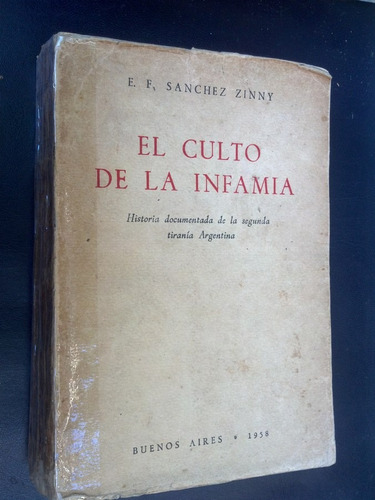 E. F. SANCHEZ ZINNY
EL CULTO
DE LA INFAMIA
Historia documentada de la segunda
tiranía Argentina
BUENOS AIRES • 1958